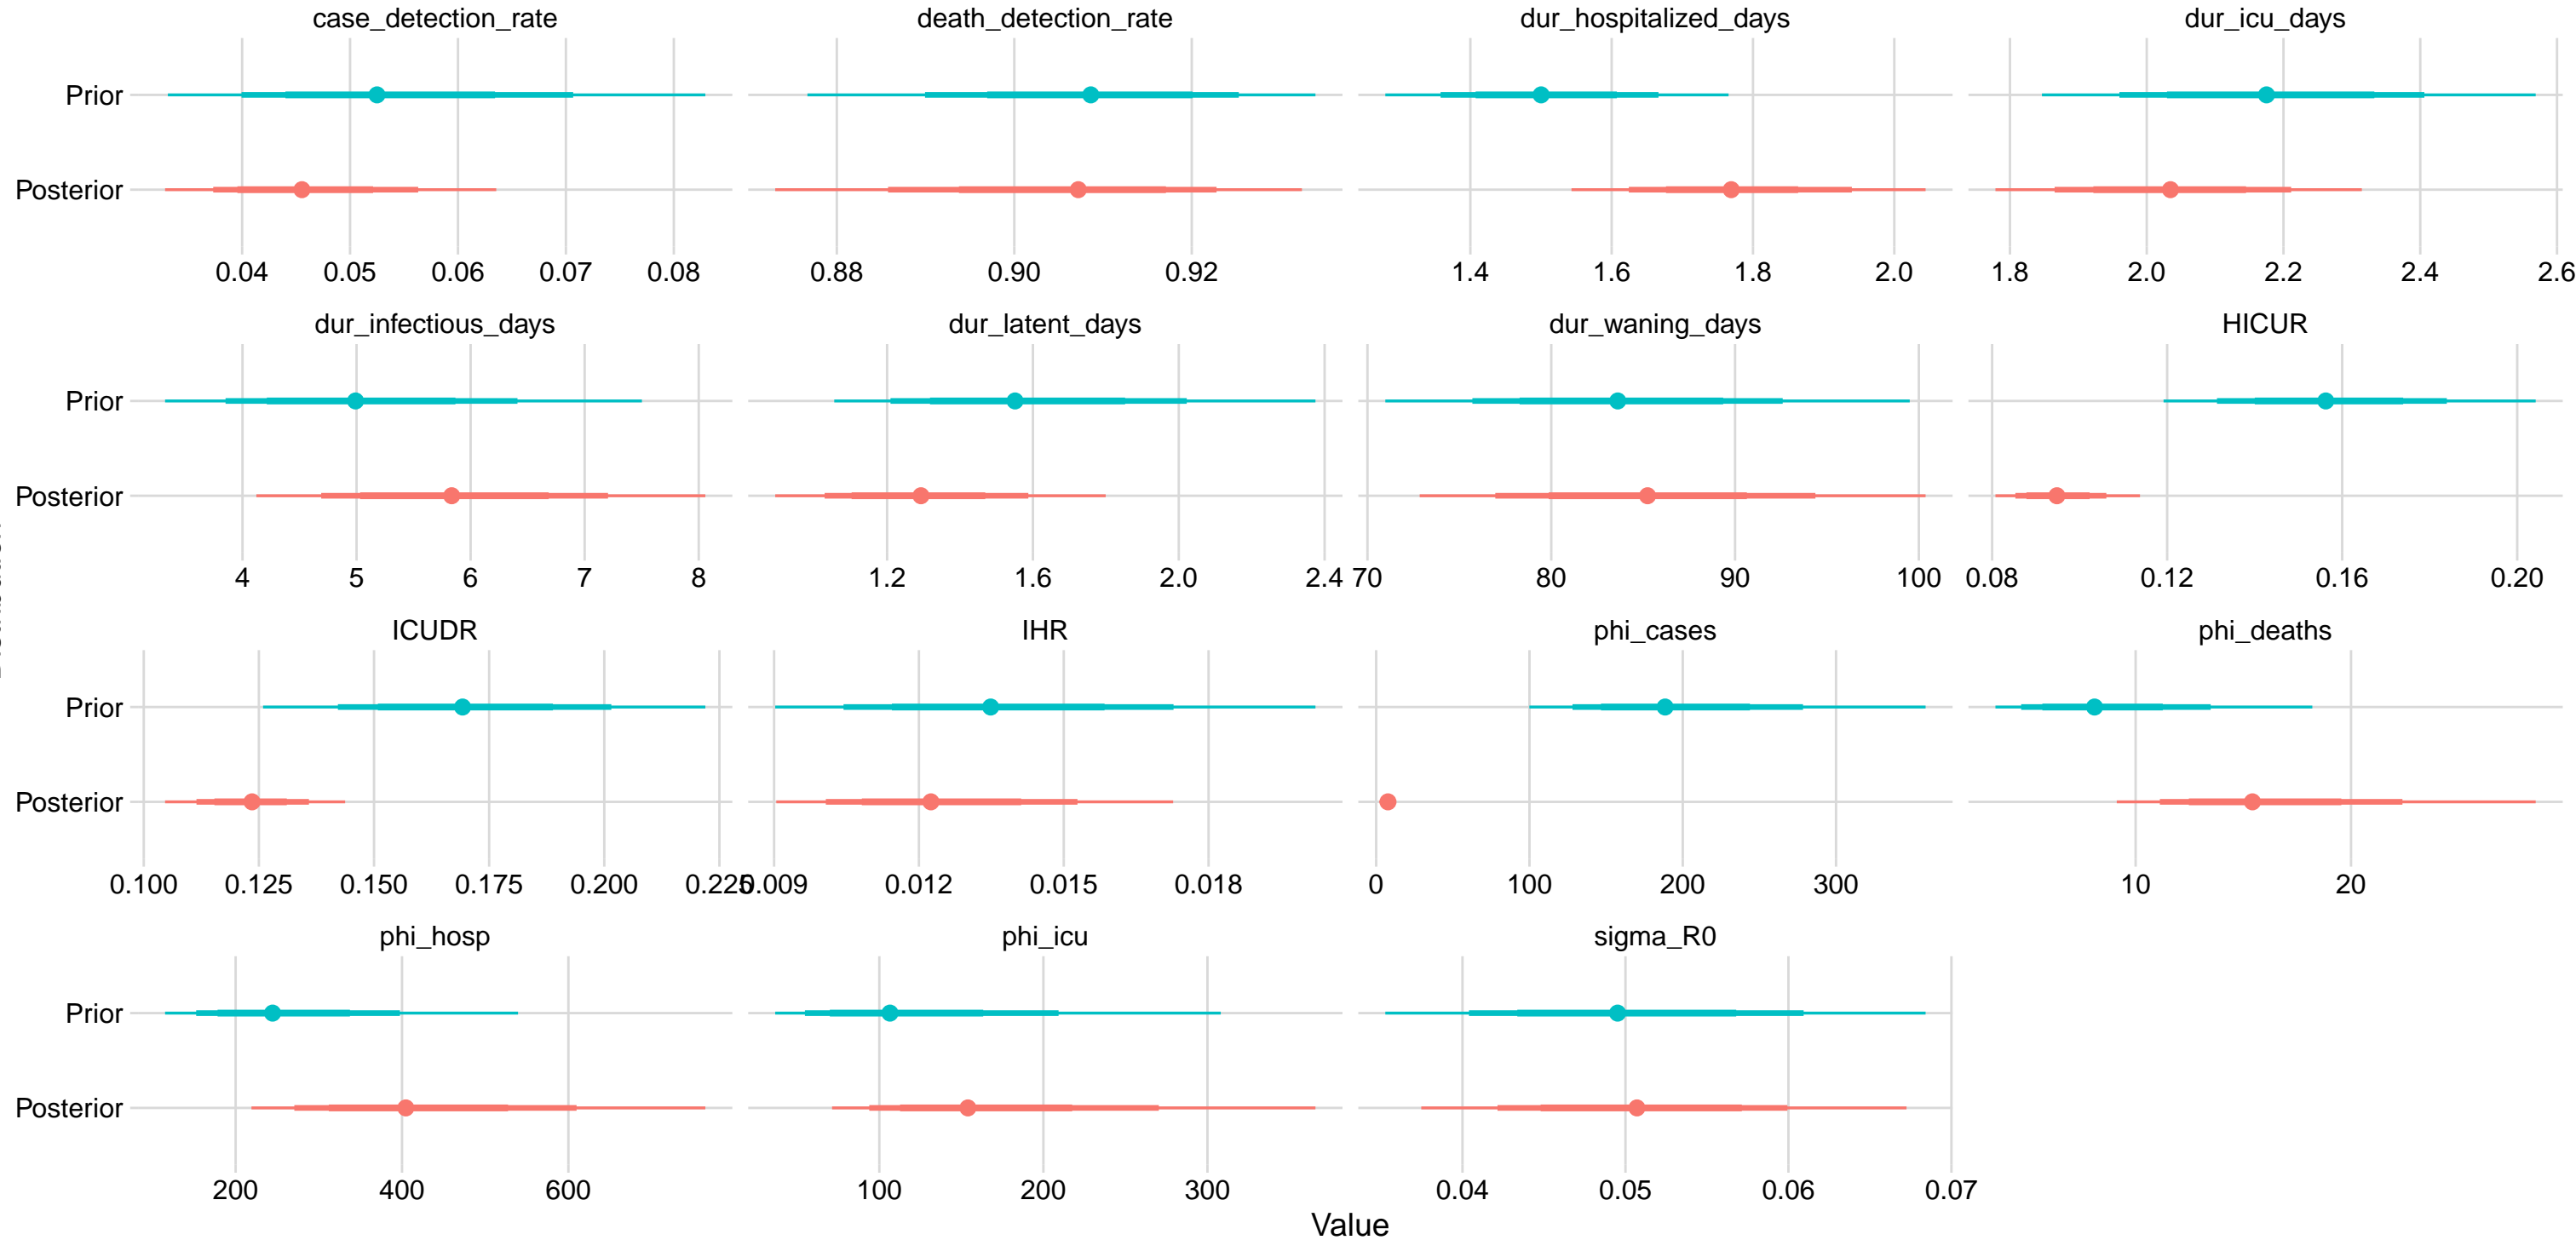 case_detection_rate death_detection_rate dur_hospitalized_days dur_icu_days
Prior
Posterior
0.04 0.05 0.06 0.07 0.08 0.88 0.90 0.92 1.4 1.6 1.8 2.0 1.8 2.0 2.2 2.4 2.6
dur_infectious_days dur_latent_days dur_waning_days HICUR
Prior
Posterior
4 5 6 7 8 1.2 1.6 2.0 2.4 70 80 90 100 0.08 0.12 0.16 0.20
ICUDR IHR phi_cases phi_deaths
Prior
Posterior
0.100 0.125 0.150 0.175 0.200 0.225 0.009 0.012 0.015 0.018 0 100 200 300 10 20
phi_hosp phi_icu sigma_R0
Prior
Posterior
200 400 600 100 200 300 0.04 0.05 0.06 0.07
Value